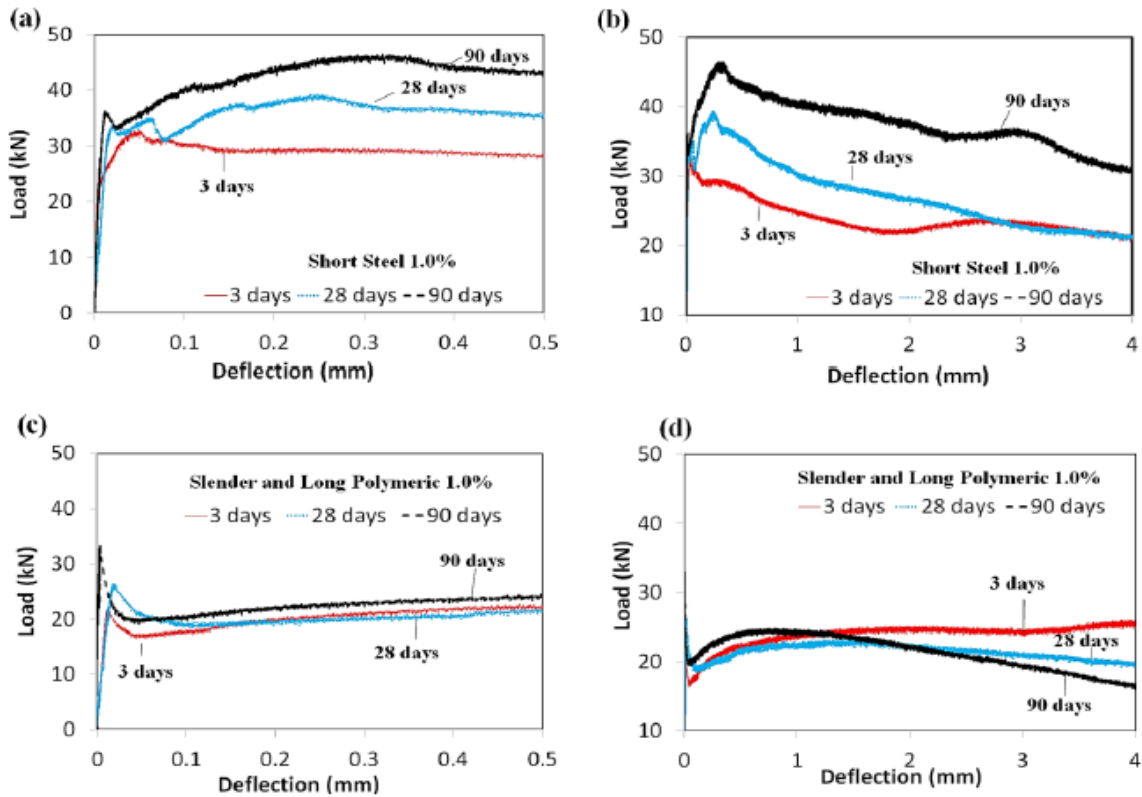 (a)
50
40
30
20
10
0
Load (kN)
90 days
28 days
3 days
Short Steel 1.0%
3 days 28 days 90 days
0 0.1 0.2 0.3 0.4 0.5
Deflection (mm)
(b)
50
40
30
20
10
Load (kN)
90 days
28 days
3 days
Short Steel 1.0%
3 days 28 days 90 days
0 1 2 3 4
Deflection (mm)
(c)
50
40
30
20
10
0
Load (kN)
Slender and Long Polymeric 1.0%
3 days 28 days 90 days
90 days
3 days
28 days
0 0.1 0.2 0.3 0.4 0.5
Deflection (mm)
(d)
50
40
30
20
10
Load (kN)
Slender and Long Polymeric 1.0%
3 days 28 days 90 days
3 days
28 days
90 days
0 1 2 3 4
Deflection (mm)